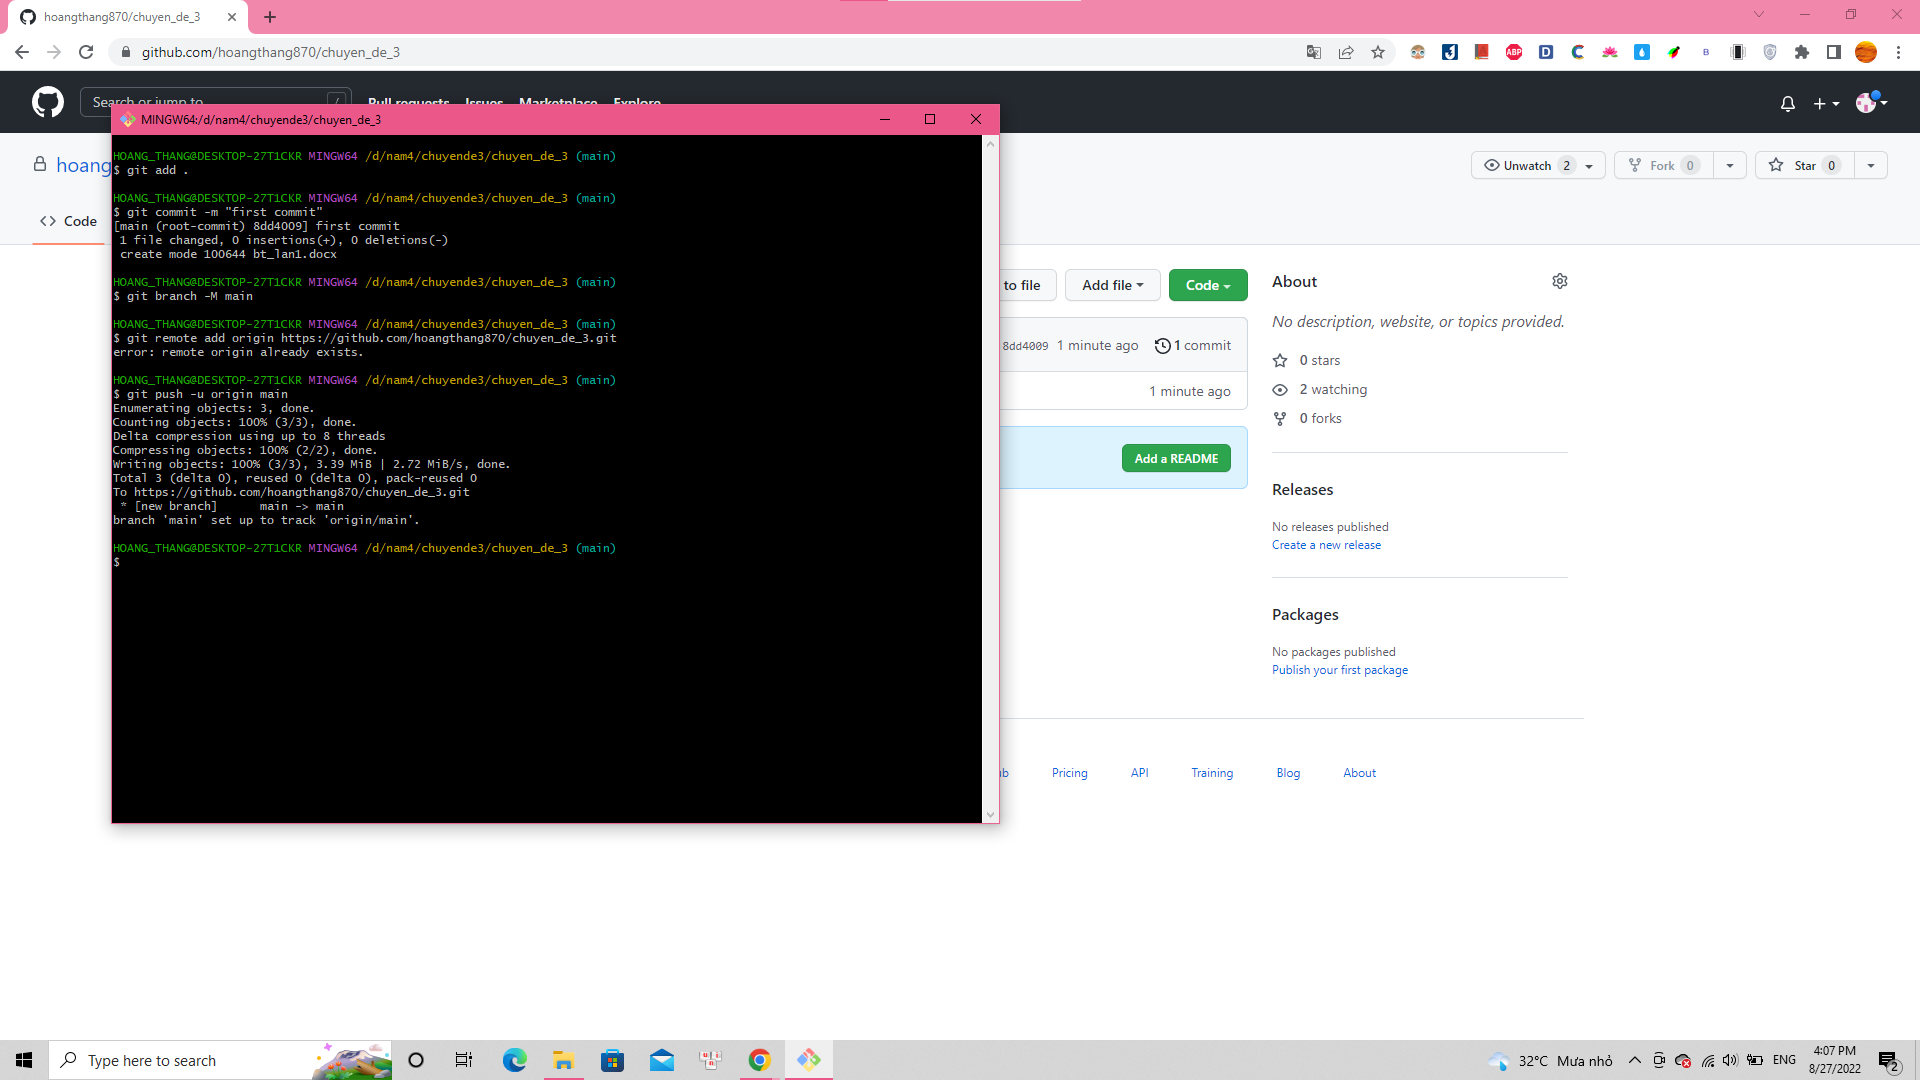 hoangthang870/chuyen_de_3
github.com/hoangthang870/chuyen_de_3
Search or jump to
/
Pull requests Issues Marketplace Explore
MINGW64:/d/nam4/chuyende3/chuyen_de_3
hoang
Unwatch 2
Fork 0
Star 0
Code
HOANG_THANG@DESKTOP-27T1CKR MINGW64 /d/nam4/chuyende3/chuyen_de_3 (main)
$ git add .
HOANG_THANG@DESKTOP-27T1CKR MINGW64 /d/nam4/chuyende3/chuyen_de_3 (main)
$ git commit -m "first commit"
[main (root-commit) 8dd4009] first commit
1 file changed, 0 insertions(+), 0 deletions(-)
create mode 100644 bt_lan1.docx
HOANG_THANG@DESKTOP-27T1CKR MINGW64 /d/nam4/chuyende3/chuyen_de_3 (main)
$ git branch -M main
HOANG_THANG@DESKTOP-27T1CKR MINGW64 /d/nam4/chuyende3/chuyen_de_3 (main)
$ git remote add origin https://github.com/hoangthang870/chuyen_de_3.git
error: remote origin already exists.
HOANG_THANG@DESKTOP-27T1CKR MINGW64 /d/nam4/chuyende3/chuyen_de_3 (main)
$ git push -u origin main
Enumerating objects: 3, done.
Counting objects: 100% (3/3), done.
Delta compression using up to 8 threads
Compressing objects: 100% (2/2), done.
Writing objects: 100% (3/3), 3.39 MiB | 2.72 MiB/s, done.
Total 3 (delta 0), reused 0 (delta 0), pack-reused 0
To https://github.com/hoangthang870/chuyen_de_3.git
* [new branch] main -> main
branch 'main' set up to track 'origin/main'.
HOANG_THANG@DESKTOP-27T1CKR MINGW64 /d/nam4/chuyende3/chuyen_de_3 (main)
$
to file
Add file
Code
8dd4009 1 minute ago 1 commit
1 minute ago
Add a README
About
No description, website, or topics provided.
0 stars
2 watching
0 forks
Releases
No releases published
Create a new release
Packages
No packages published
Publish your first package
ub Pricing API Training Blog About
Type here to search
32°C Mưa nhỏ
ENG
4:07 PM
8/27/2022
2